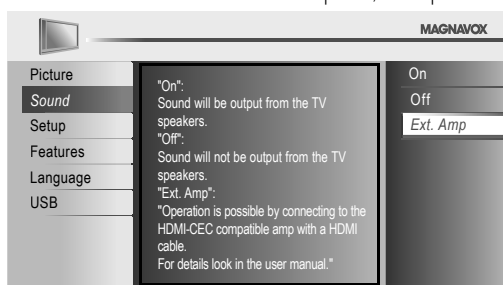 MAGNAVOX
Picture
Sound
Setup
Features
Language
USB
"On":
Sound will be output from the TV
speakers.
"Off":
Sound will not be output from the TV
speakers.
"Ext. Amp":
"Operation is possible by connecting to the
HDMI-CEC compatible amp with a HDMI
cable.
For details look in the user manual."
On
Off
Ext. Amp